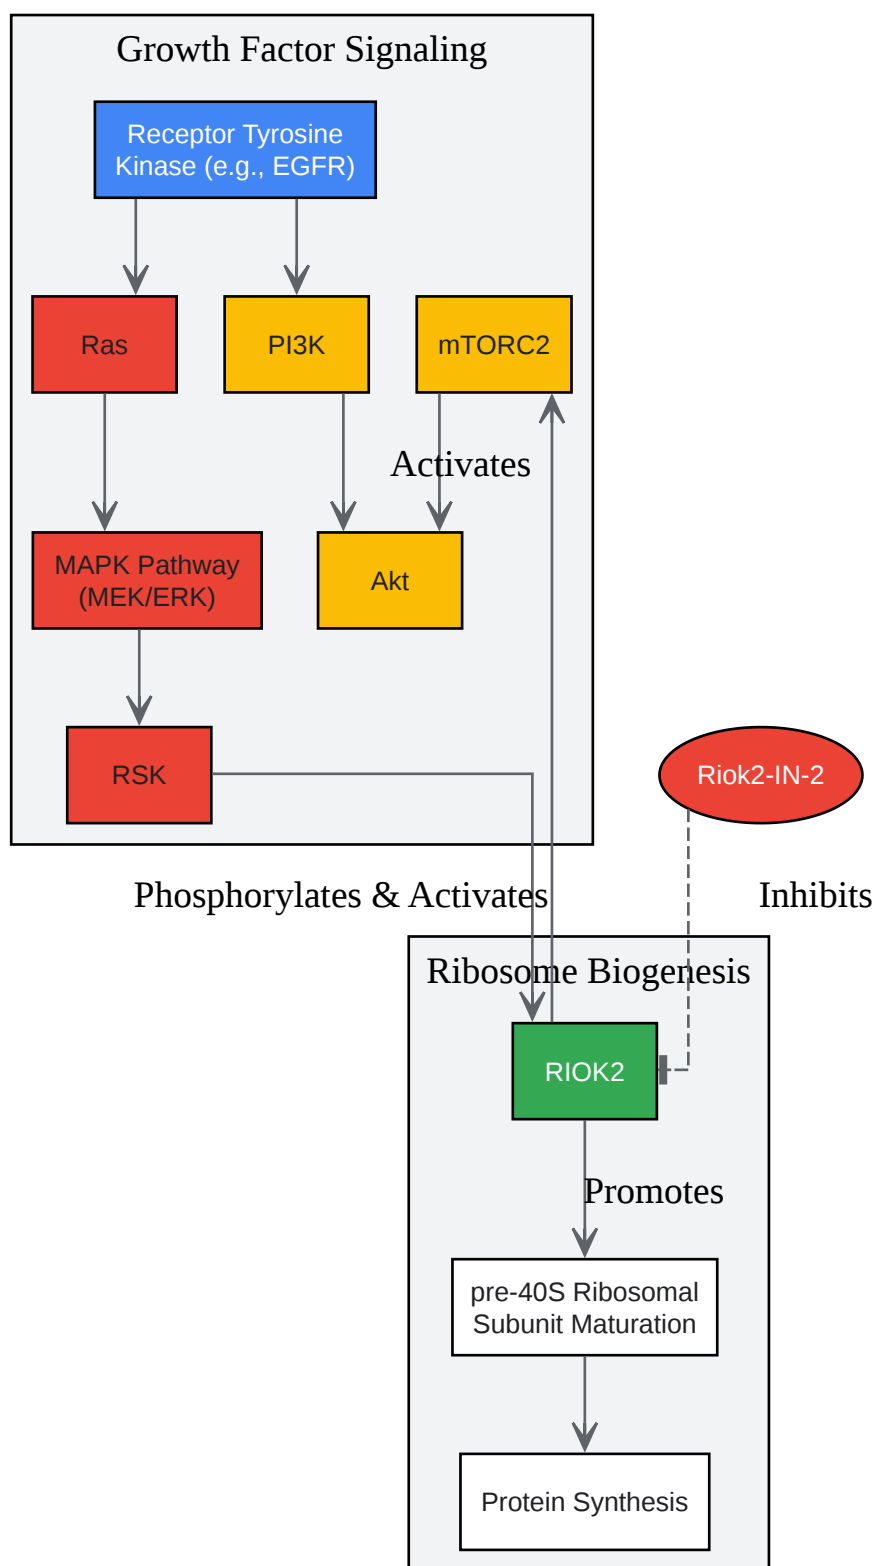 Growth Factor Signaling
Receptor Tyrosine
Kinase (e.g., EGFR)
Ras
PI3K
mTORC2
Activates
MAPK Pathway
(MEK/ERK)
Akt
RSK
Riok2-IN-2
Phosphorylates & Activates
Inhibits
Ribosome Biogenesis
RIOK2
Promotes
pre-40S Ribosomal
Subunit Maturation
Protein Synthesis